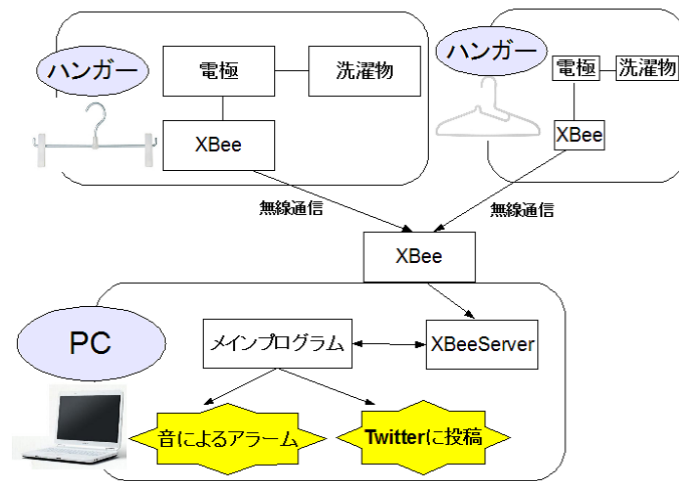 ハンガー
電極
洗濯物
XBee
ハンガー
電極
洗濯物
XBee
無線通信
無線通信
XBee
PC
メインプログラム
XBeeServer
音によるアラーム
Twitterに投稿